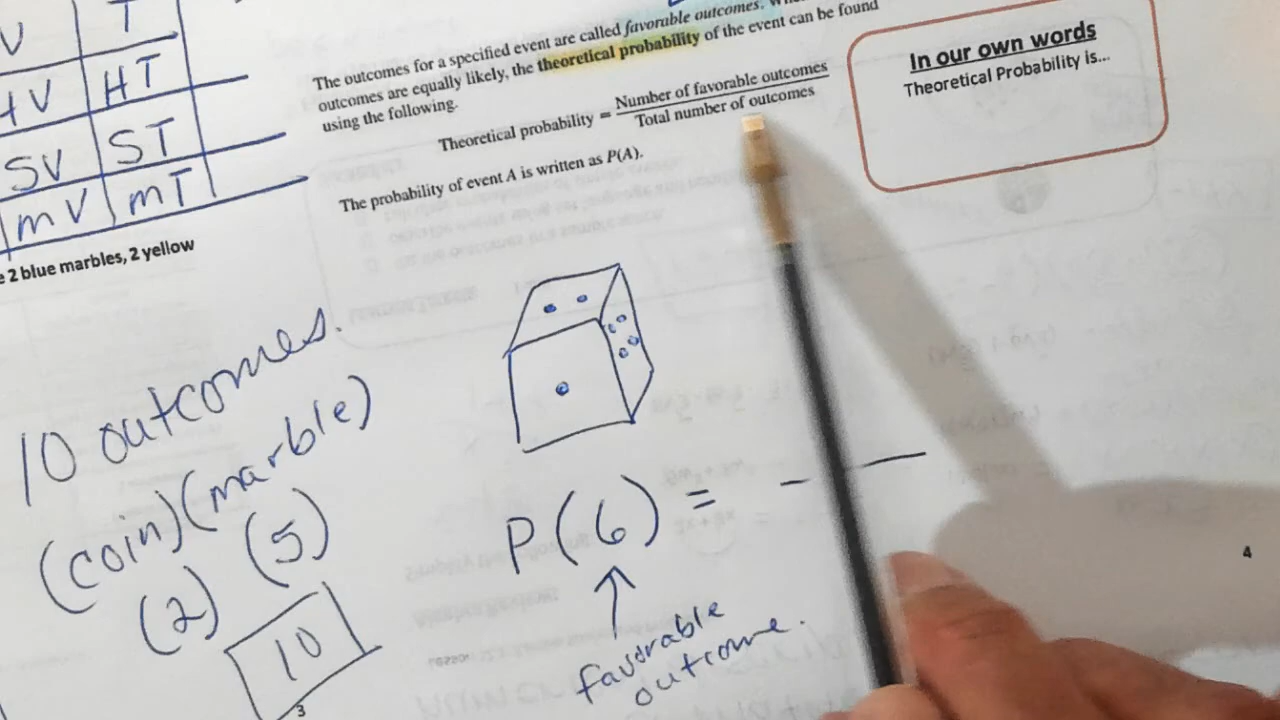 V T
HV HT
SV ST
mV mT
2 blue marbles, 2 yellow
10 outcomes.
(coin)(marble)
(2) (5)
10
3
The outcomes for a specified event are called favorable outcomes.
outcomes are equally likely, the theoretical probability of the event can be found
using the following.
Theoretical probability = Number of favorable outcomes
Total number of outcomes
The probability of event A is written as P(A).
In our own words
Theoretical Probability is...
P(6) =
favorable
outcome.
4